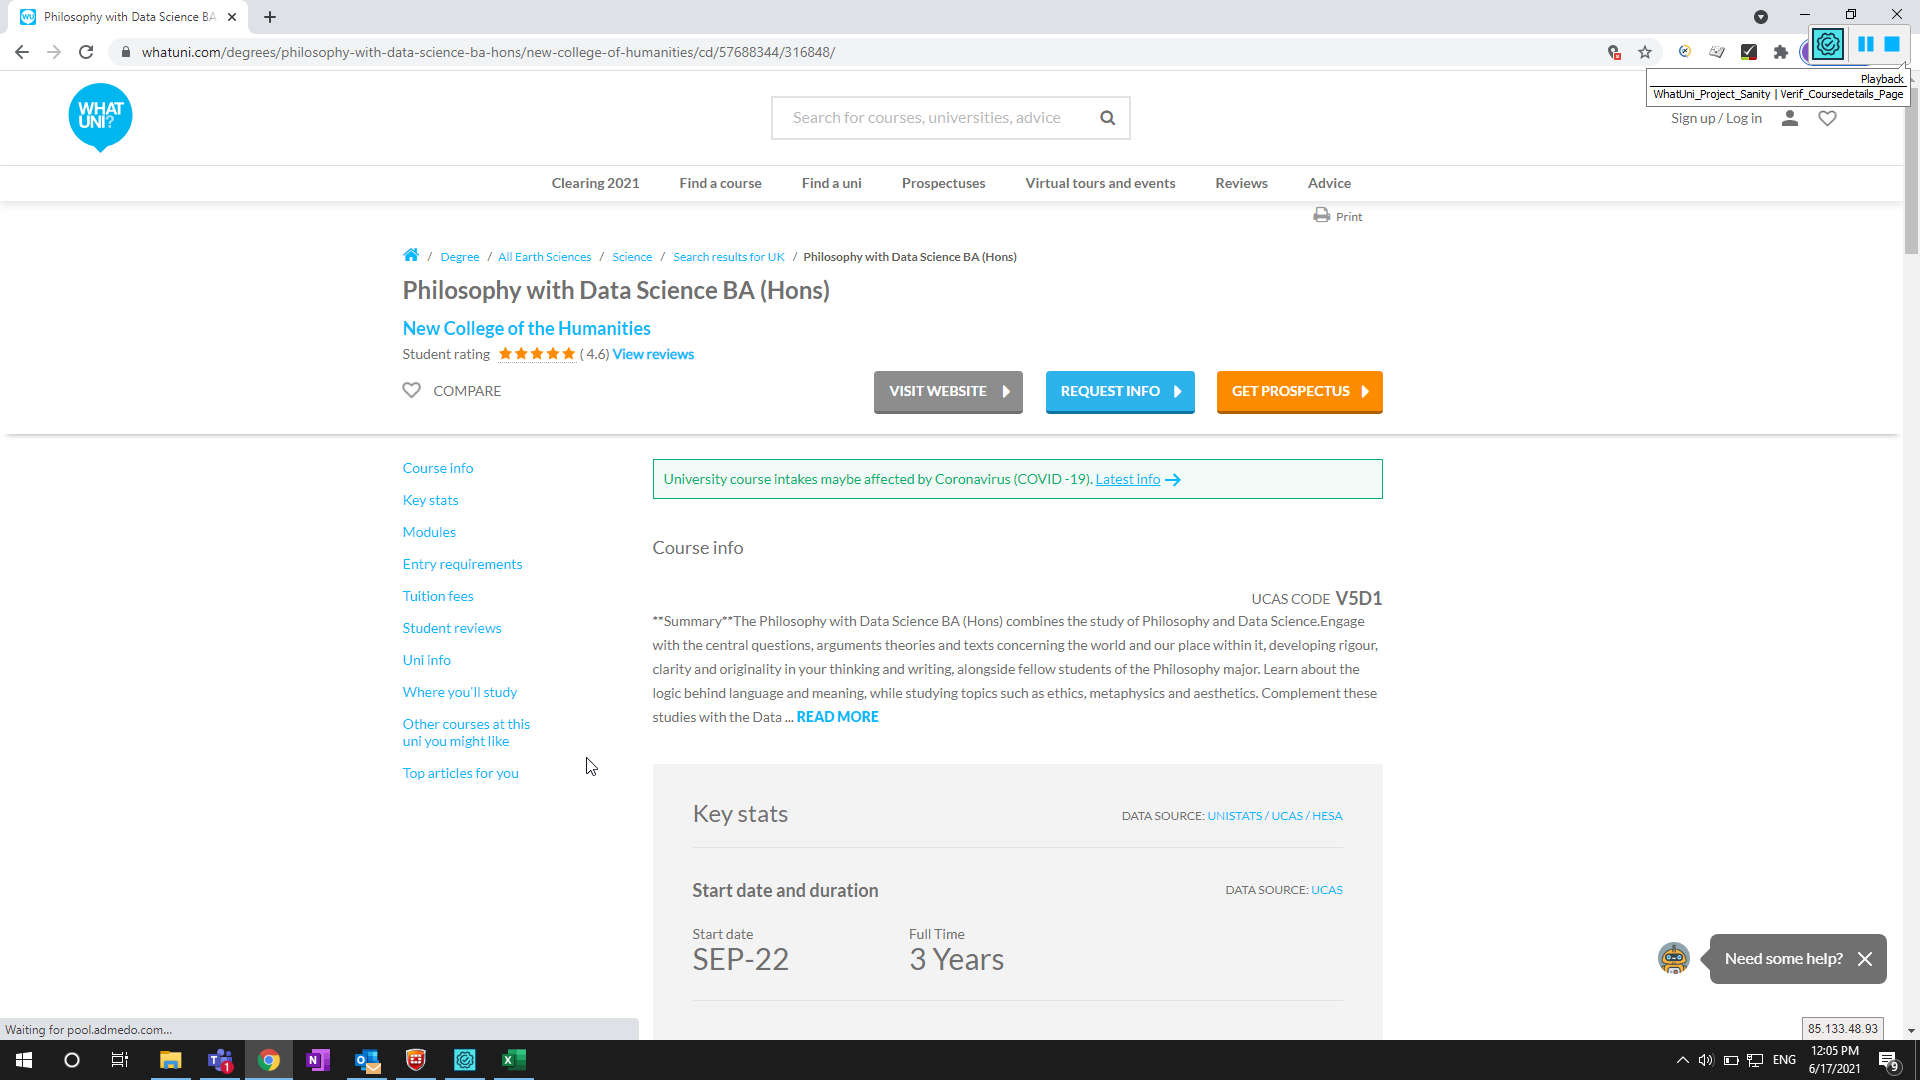 Philosophy with Data Science BA
whatuni.com/degrees/philosophy-with-data-science-ba-hons/new-college-of-humanities/cd/57688344/316848/
Playback
WhatUni_Project_Sanity | Verif_Coursedetails_Page
WHAT
UNI?
Search for courses, universities, advice
Sign up / Log in
Clearing 2021
Find a course
Find a uni
Prospectuses
Virtual tours and events
Reviews
Advice
Print
/ Degree / All Earth Sciences / Science / Search results for UK / Philosophy with Data Science BA (Hons)
Philosophy with Data Science BA (Hons)
New College of the Humanities
Student rating ( 4.6) View reviews
COMPARE
VISIT WEBSITE
REQUEST INFO
GET PROSPECTUS
Course info
Key stats
Modules
Entry requirements
Tuition fees
Student reviews
Uni info
Where you'll study
Other courses at this
uni you might like
Top articles for you
University course intakes maybe affected by Coronavirus (COVID -19). Latest info
Course info
UCAS CODE V5D1
**Summary**The Philosophy with Data Science BA (Hons) combines the study of Philosophy and Data Science.Engage
with the central questions, arguments theories and texts concerning the world and our place within it, developing rigour,
clarity and originality in your thinking and writing, alongside fellow students of the Philosophy major. Learn about the
logic behind language and meaning, while studying topics such as ethics, metaphysics and aesthetics. Complement these
studies with the Data ... READ MORE
Key stats
DATA SOURCE: UNISTATS / UCAS / HESA
Start date and duration
DATA SOURCE: UCAS
Start date
SEP-22
Full Time
3 Years
Need some help?
Waiting for pool.admedo.com...
85.133.48.93
1
ENG
12:05 PM
6/17/2021
9